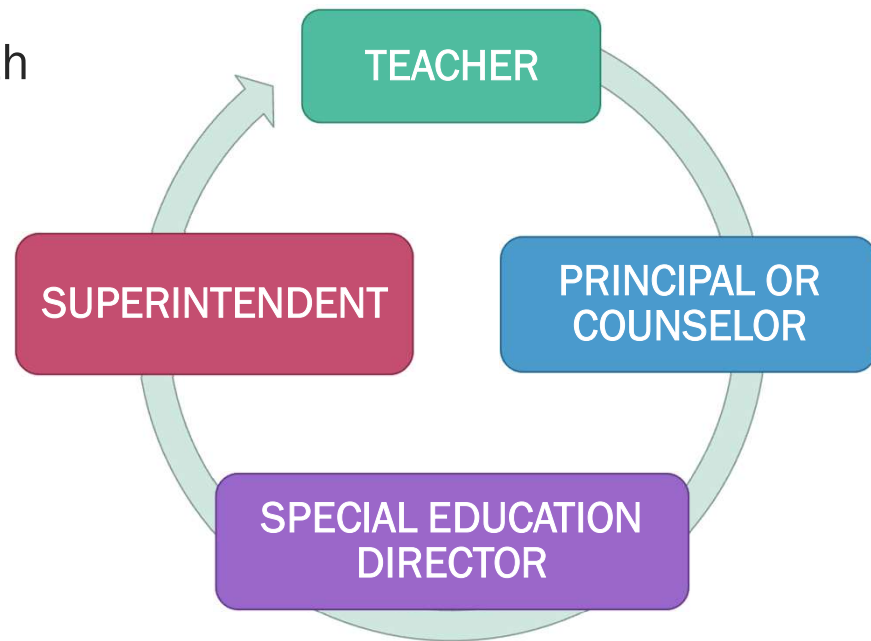 TEACHER
PRINCIPAL OR
COUNSELOR
SPECIAL EDUCATION
DIRECTOR
SUPERINTENDENT